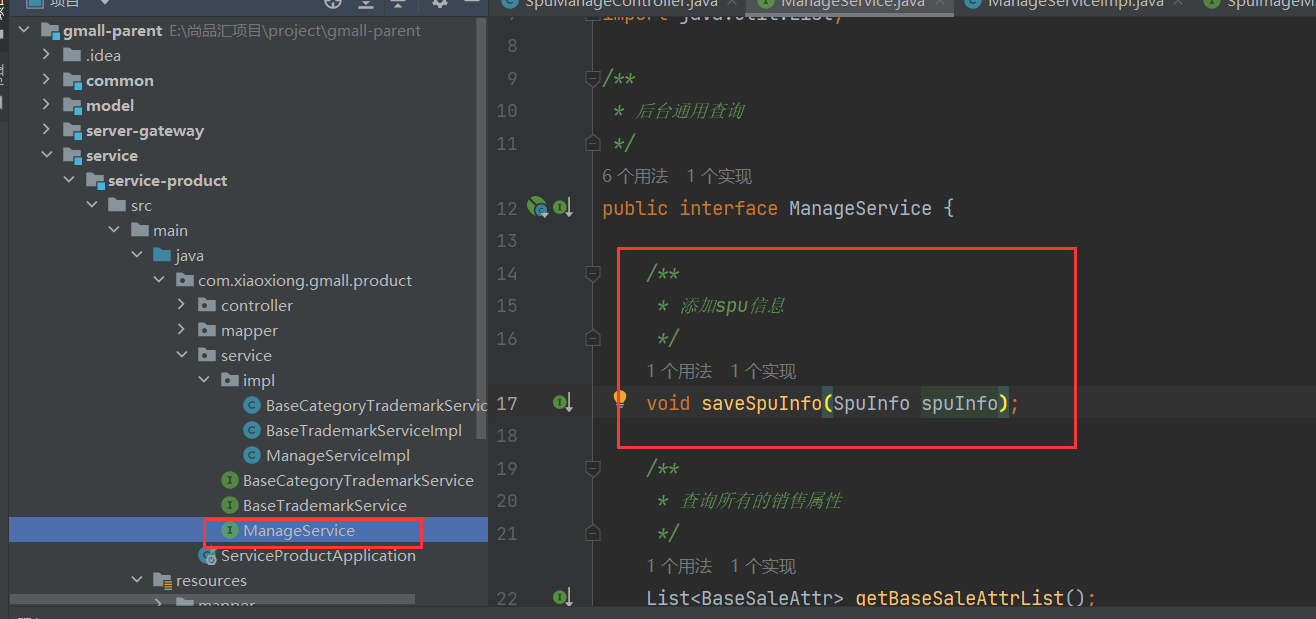 项目
gmall-parent E:\尚品汇项目\project\gmall-parent
.idea
common
model
server-gateway
service
service-product
src
main
java
com.xiaoxiong.gmall.product
controller
mapper
service
impl
BaseCategoryTrademarkServic
BaseTrademarkServiceImpl
ManageServiceImpl
BaseCategoryTrademarkService
BaseTrademarkService
ManageService
ServiceProductApplication
resources
mapper
SpuManageController.java
ManageService.java
ManageServiceImpl.java
SpuImageM
7 import java.util.List;
8
9 /**
10 * 后台通用查询
11 */
6 个用法 1 个实现
12 public interface ManageService {
13
14 /**
15 * 添加spu信息
16 */
1 个用法 1 个实现
17 void saveSpuInfo(SpuInfo spuInfo);
18
19 /**
20 * 查询所有的销售属性
21 */
1 个用法 1 个实现
22 List<BaseSaleAttr> getBaseSaleAttrList();